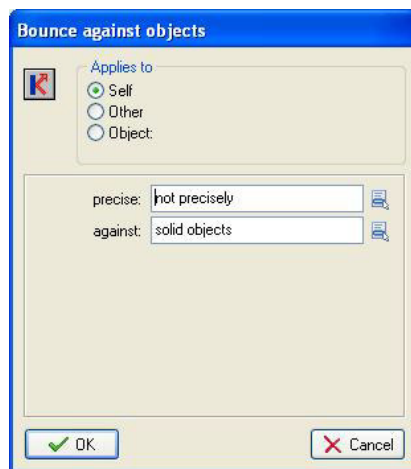 Bounce against objects
Applies to
Self
Other
Object:
precise: not precisely
against: solid objects
OK
Cancel